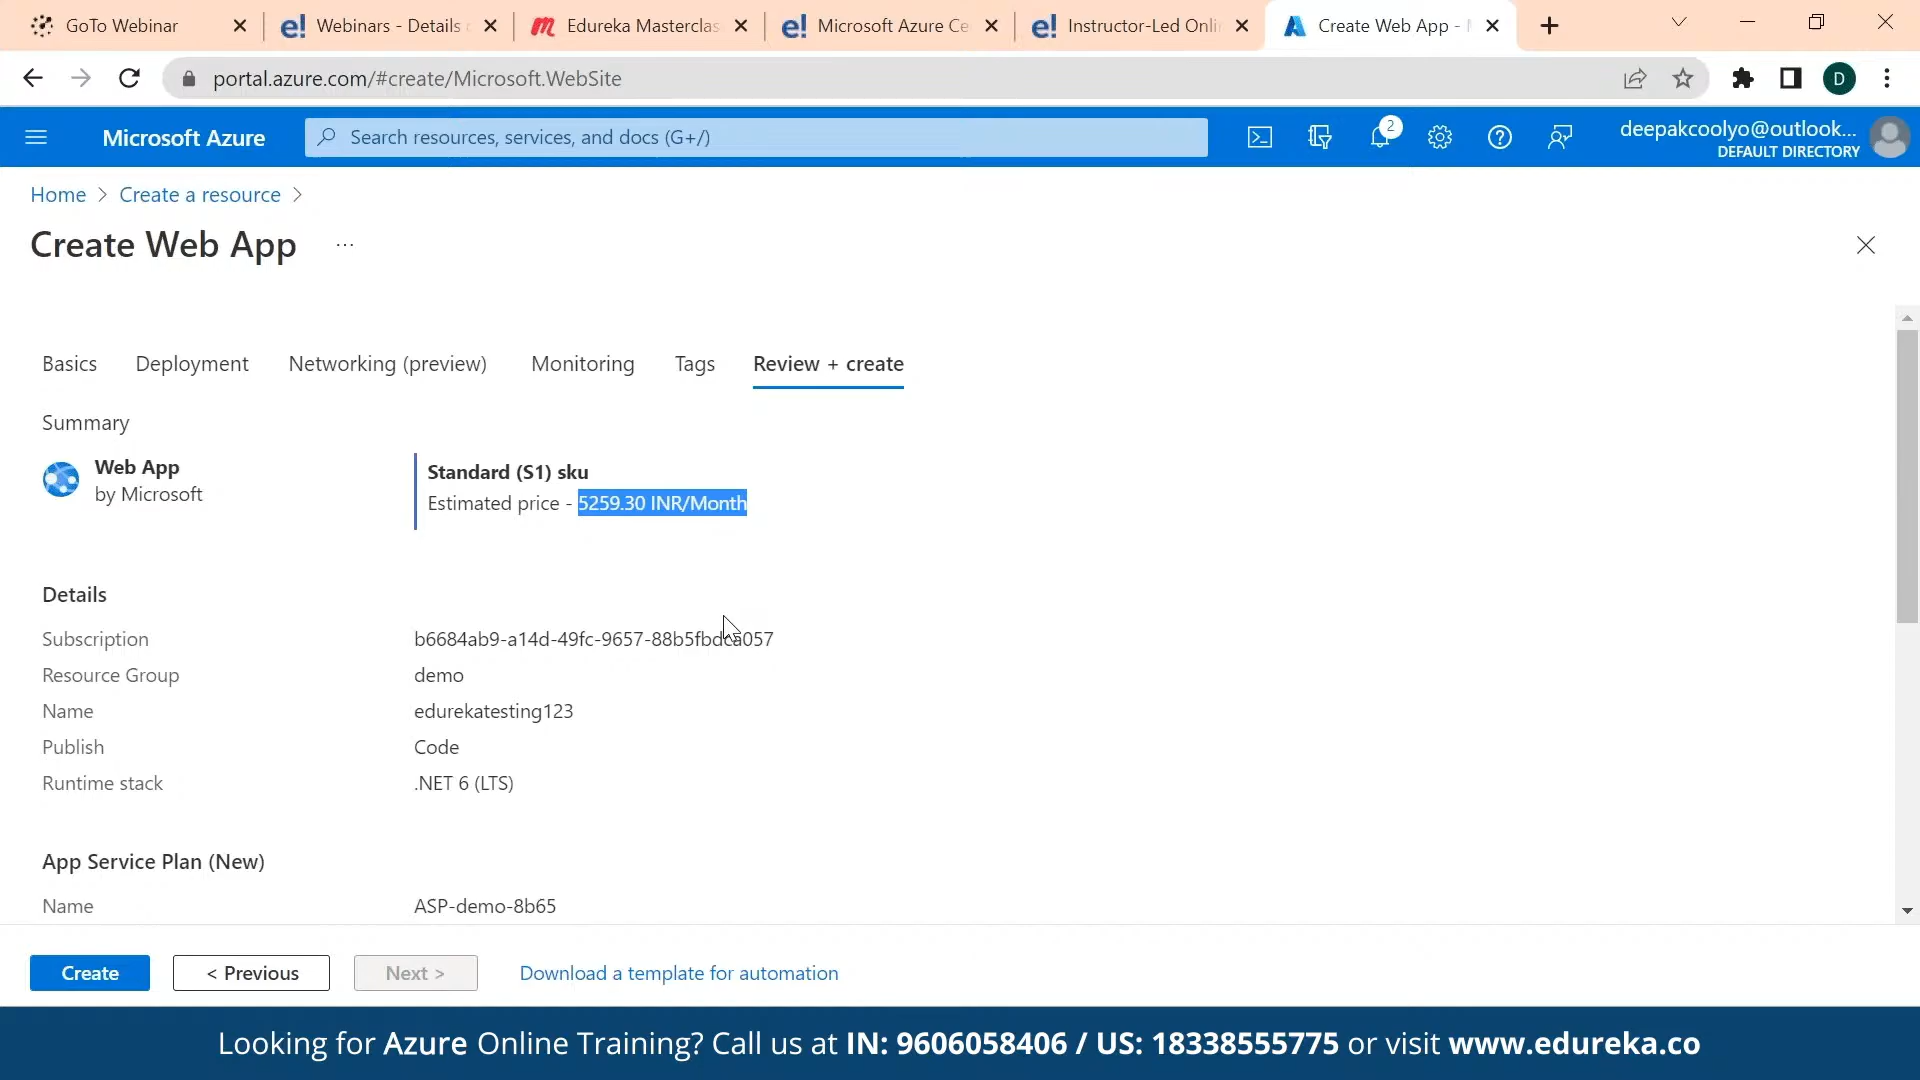 GoTo Webinar
Webinars - Details
Edureka Masterclas
Microsoft Azure Ce
Instructor-Led Onli
Create Web App -
portal.azure.com/#create/Microsoft.WebSite
D
Microsoft Azure
Search resources, services, and docs (G+/)
2
deepakcoolyo@outlook...
DEFAULT DIRECTORY
Home > Create a resource >
Create Web App ...
Basics Deployment Networking (preview) Monitoring Tags Review + create
Summary
Web App
by Microsoft
Standard (S1) sku
Estimated price - 5259.30 INR/Month
Details
Subscription b6684ab9-a14d-49fc-9657-88b5fbdca057
Resource Group demo
Name edurekatesting123
Publish Code
Runtime stack .NET 6 (LTS)
App Service Plan (New)
Name ASP-demo-8b65
Create < Previous Next > Download a template for automation
Looking for Azure Online Training? Call us at IN: 9606058406 / US: 18338555775 or visit www.edureka.co